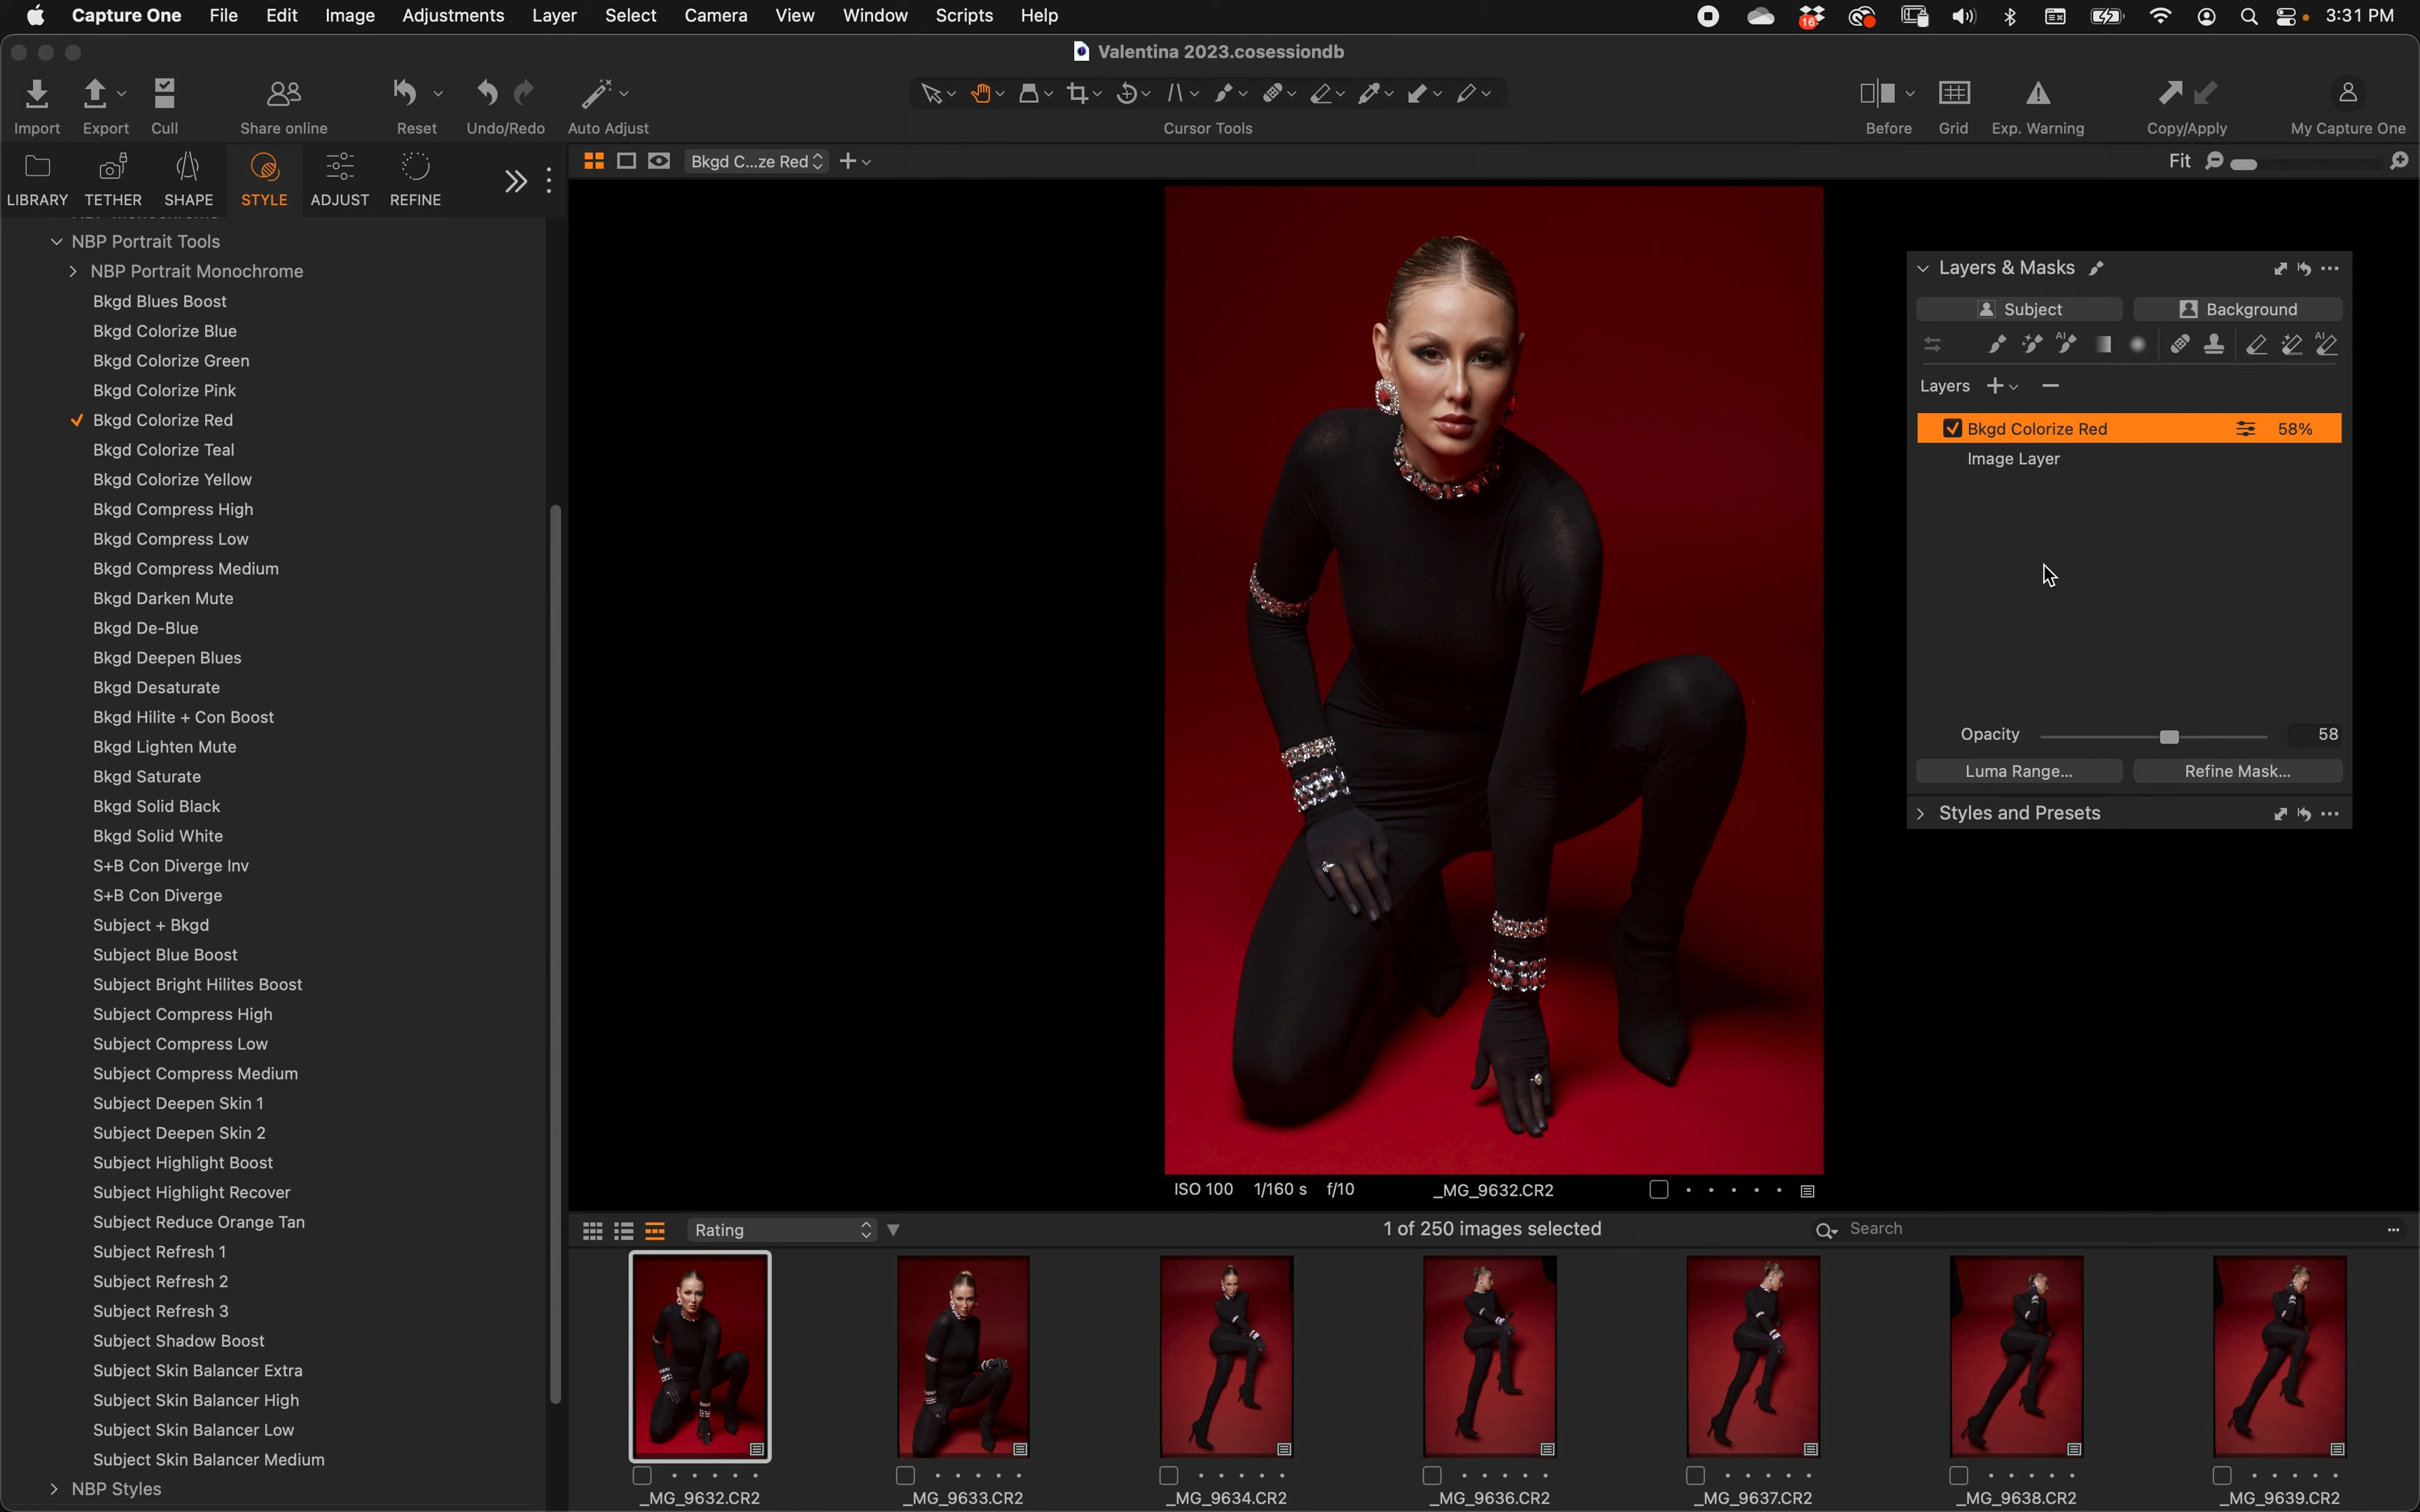 Capture One File Edit Image Adjustments Layer Select Camera View Window Scripts Help 16 3:31 PM
Valentina 2023.cosessiondb
Import Export Cull Share online Reset Undo/Redo Auto Adjust Cursor Tools Before Grid Exp. Warning Copy/Apply My Capture One
LIBRARY TETHER SHAPE STYLE ADJUST REFINE
Bkgd C...ze Red Fit
NBP Portrait Tools
NBP Portrait Monochrome
Bkgd Blues Boost
Bkgd Colorize Blue
Bkgd Colorize Green
Bkgd Colorize Pink
Bkgd Colorize Red
Bkgd Colorize Teal
Bkgd Colorize Yellow
Bkgd Compress High
Bkgd Compress Low
Bkgd Compress Medium
Bkgd Darken Mute
Bkgd De-Blue
Bkgd Deepen Blues
Bkgd Desaturate
Bkgd Hilite + Con Boost
Bkgd Lighten Mute
Bkgd Saturate
Bkgd Solid Black
Bkgd Solid White
S+B Con Diverge Inv
S+B Con Diverge
Subject + Bkgd
Subject Blue Boost
Subject Bright Hilites Boost
Subject Compress High
Subject Compress Low
Subject Compress Medium
Subject Deepen Skin 1
Subject Deepen Skin 2
Subject Highlight Boost
Subject Highlight Recover
Subject Reduce Orange Tan
Subject Refresh 1
Subject Refresh 2
Subject Refresh 3
Subject Shadow Boost
Subject Skin Balancer Extra
Subject Skin Balancer High
Subject Skin Balancer Low
Subject Skin Balancer Medium
NBP Styles
Layers & Masks
Subject Background
AI AI
Layers
Bkgd Colorize Red 58%
Image Layer
Opacity 58
Luma Range... Refine Mask...
Styles and Presets
ISO 100 1/160 s f/10 _MG_9632.CR2
Rating 1 of 250 images selected Search
_MG_9632.CR2 _MG_9633.CR2 _MG_9634.CR2 _MG_9636.CR2 _MG_9637.CR2 _MG_9638.CR2 _MG_9639.CR2